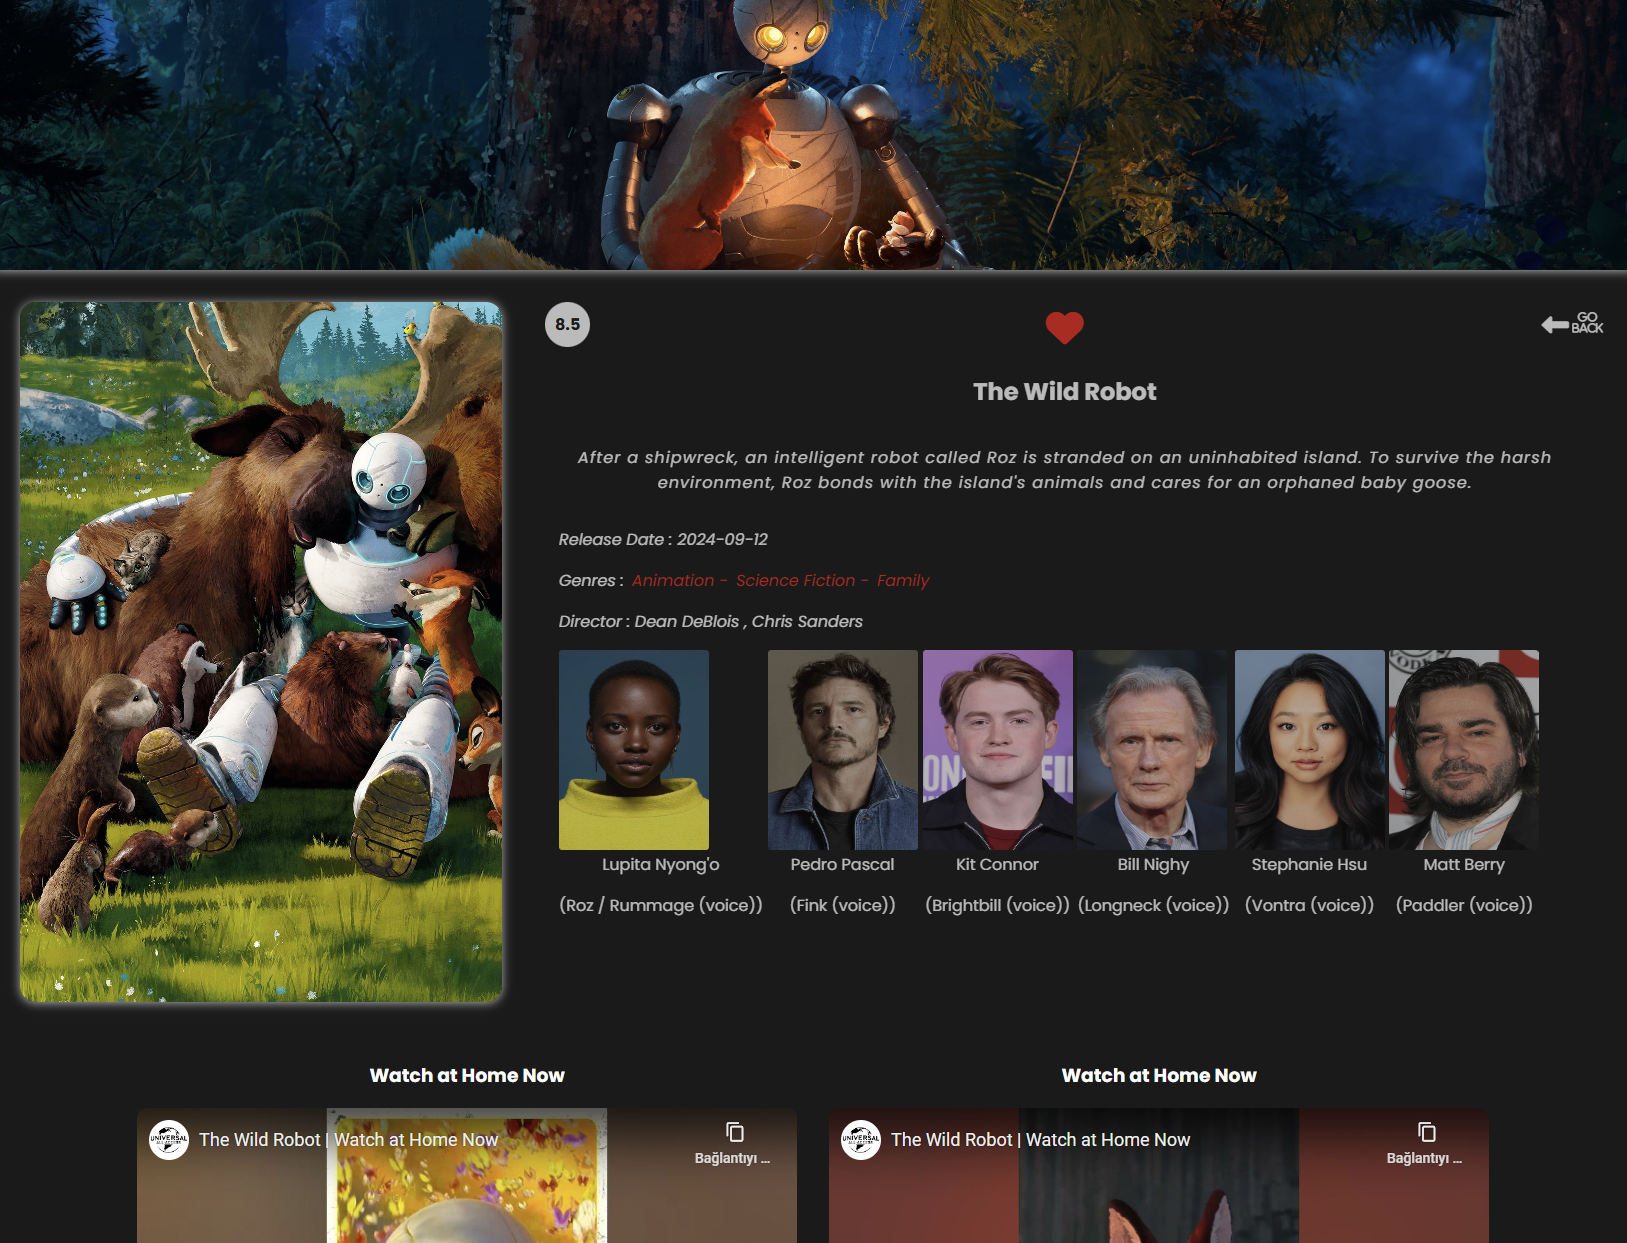 8.5
GO
BACK
The Wild Robot
After a shipwreck, an intelligent robot called Roz is stranded on an uninhabited island. To survive the harsh
environment, Roz bonds with the island's animals and cares for an orphaned baby goose.
Release Date : 2024-09-12
Genres : Animation - Science Fiction - Family
Director : Dean DeBlois , Chris Sanders
Lupita Nyong'o
(Roz / Rummage (voice))
Pedro Pascal
(Fink (voice))
Kit Connor
(Brightbill (voice))
Bill Nighy
(Longneck (voice))
Stephanie Hsu
(Vontra (voice))
Matt Berry
(Paddler (voice))
Watch at Home Now
UNIVERSAL
The Wild Robot | Watch at Home Now
Bağlantıyı ...
Watch at Home Now
UNIVERSAL
The Wild Robot | Watch at Home Now
Bağlantıyı ...